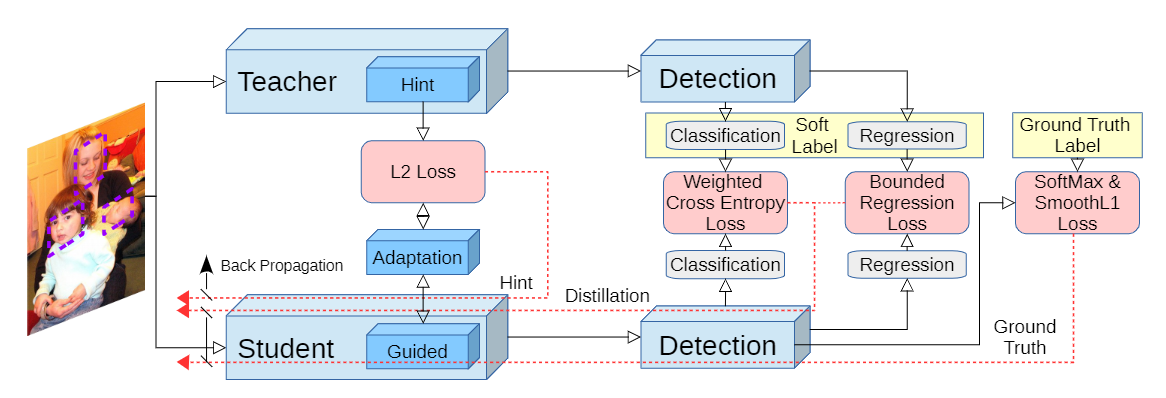 Teacher
Hint
Detection
Classification
Soft
Label
Regression
Ground Truth
Label
L2 Loss
Weighted
Cross Entropy
Loss
Bounded
Regression
Loss
SoftMax &
SmoothL1
Loss
Adaptation
Classification
Regression
Back Propagation
Hint
Distillation
Ground
Truth
Student
Guided
Detection